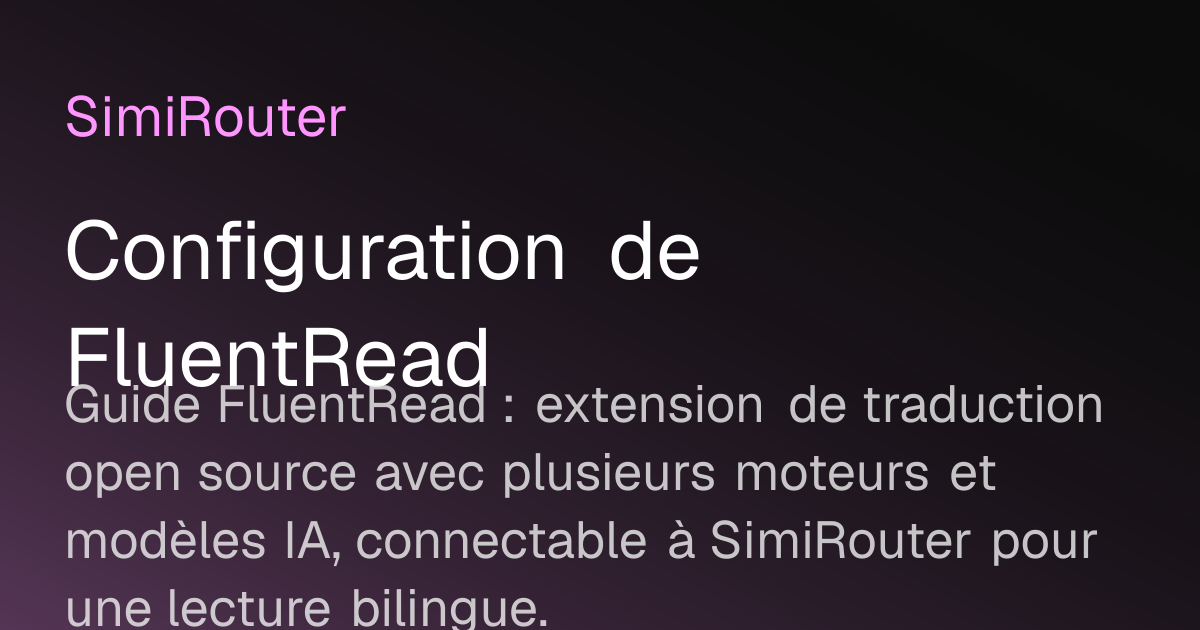 SimiRouter
Configuration de
FluentRead
Guide FluentRead : extension de traduction
open source avec plusieurs moteurs et
modèles IA, connectable à SimiRouter pour
une lecture bilingue.